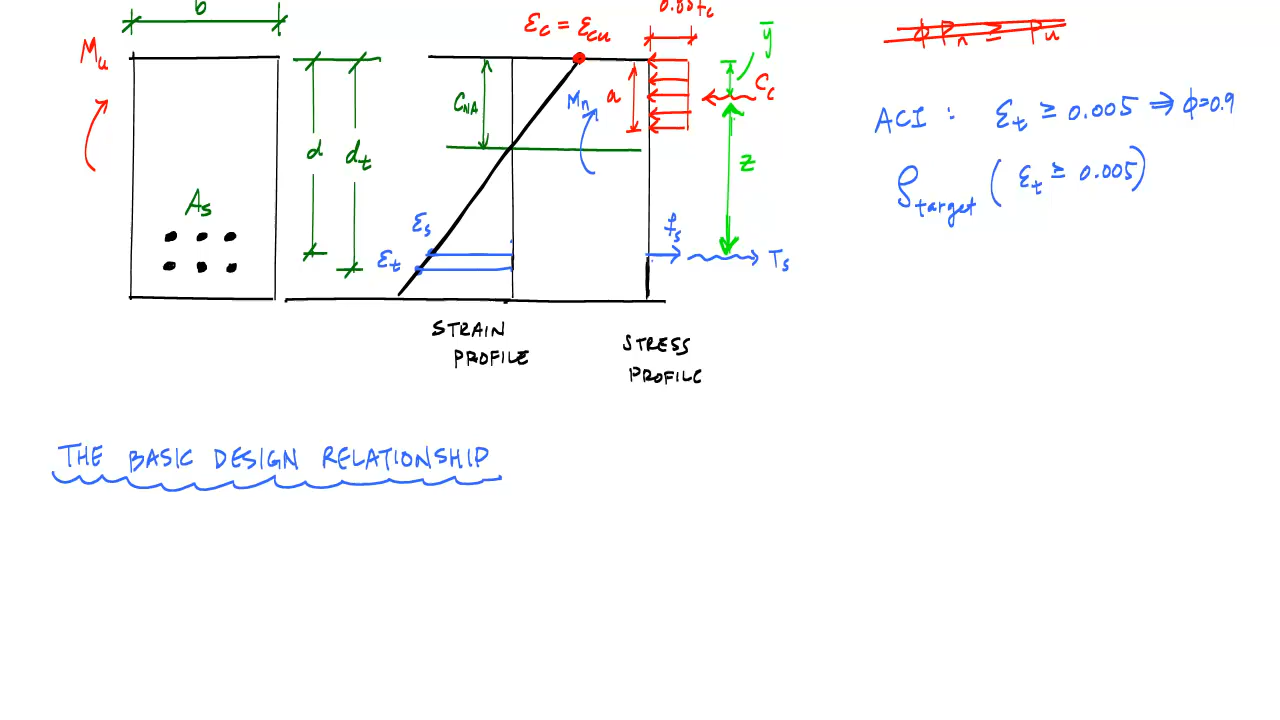 b
0.85f'c
εc = εcu
ȳ
ϕ Pn ≥ Pu
Mu
CNA
Mn
a
Cc
ACI : εt ≥ 0.005 ⇒ ϕ=0.9
d
dt
z
ρtarget ( εt ≥ 0.005 )
As
εs
fs
εt
Ts
STRAIN
PROFILE
STRESS
PROFILE
THE BASIC DESIGN RELATIONSHIP